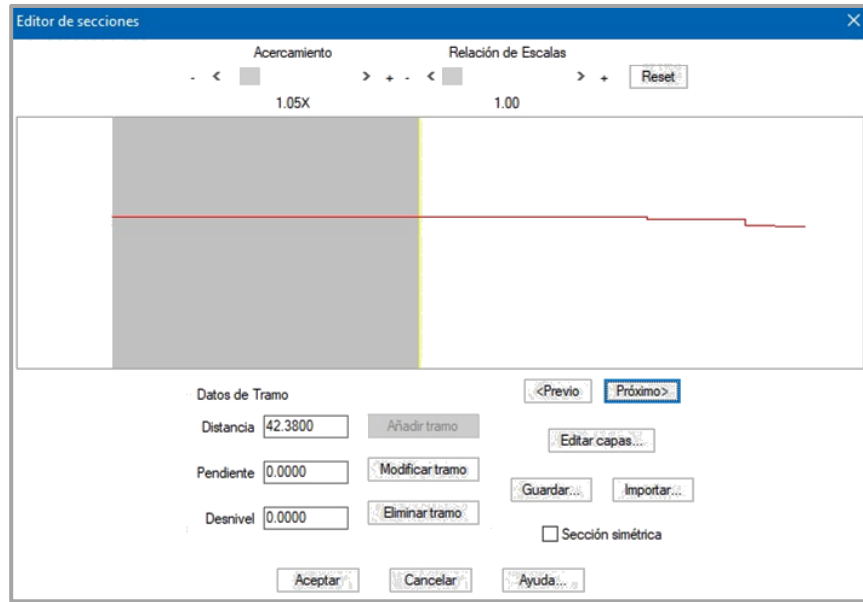 Editor de secciones
Acercamiento Relación de Escalas
- < > + - < > + Reset
1.05X 1.00
<Previo Próximo>
Datos de Tramo
Distancia 42.3800 Añadir tramo
Editar capas...
Pendiente 0.0000 Modificar tramo
Guardar... Importar...
Desnivel 0.0000 Eliminar tramo
Sección simétrica
Aceptar Cancelar Ayuda...